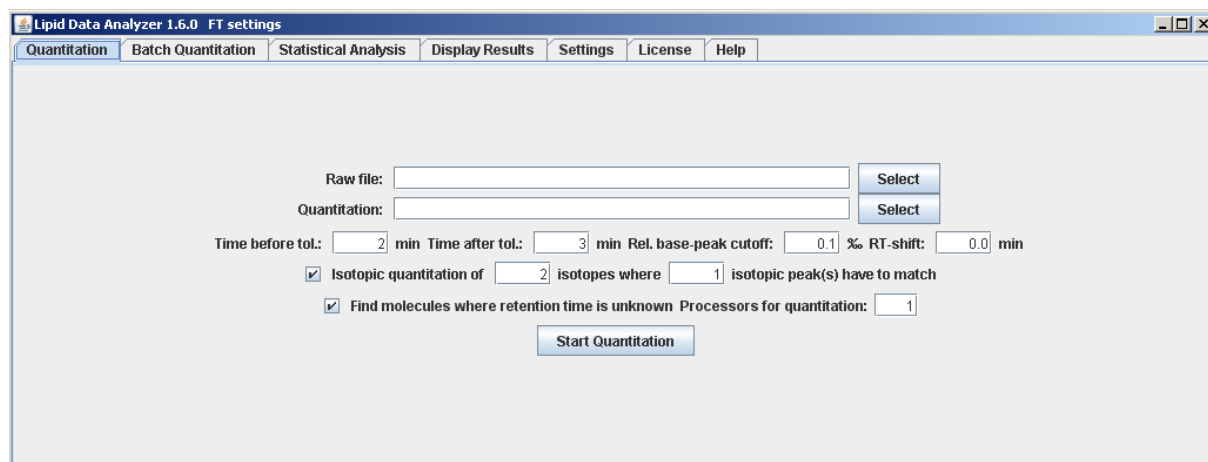 Lipid Data Analyzer 1.6.0 FT settings
Quantitation Batch Quantitation Statistical Analysis Display Results Settings License Help
Raw file: Select
Quantitation: Select
Time before tol.: 2 min Time after tol.: 3 min Rel. base-peak cutoff: 0.1 ‰ RT-shift: 0.0 min
Isotopic quantitation of 2 isotopes where 1 isotopic peak(s) have to match
Find molecules where retention time is unknown Processors for quantitation: 1
Start Quantitation